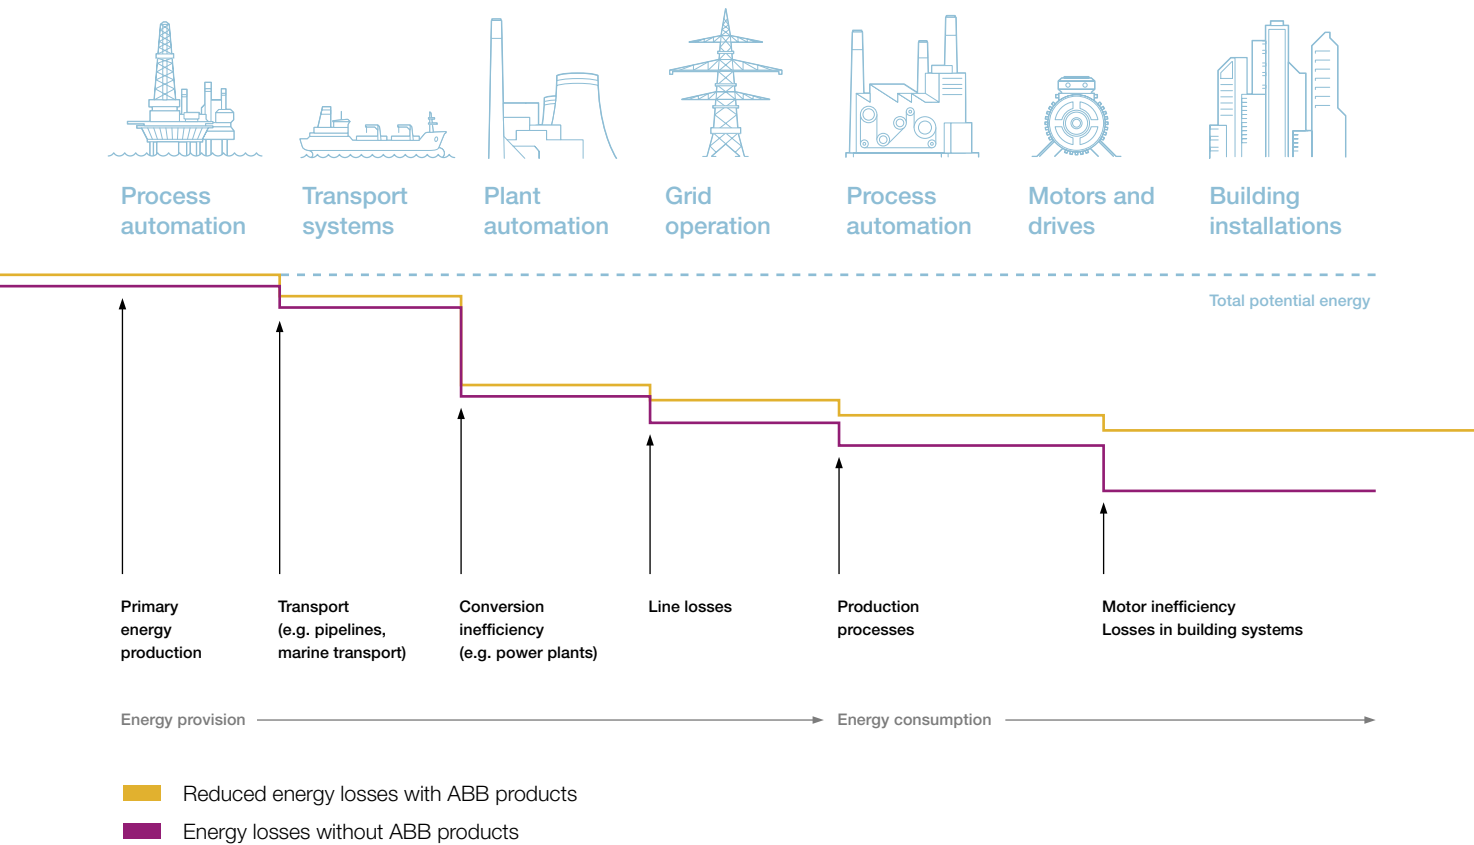 Process
automation
Transport
systems
Plant
automation
Grid
operation
Process
automation
Motors and
drives
Building
installations
Total potential energy
Primary
energy
production
Transport
(e.g. pipelines,
marine transport)
Conversion
inefficiency
(e.g. power plants)
Line losses
Production
processes
Motor inefficiency
Losses in building systems
Energy provision
Energy consumption
Reduced energy losses with ABB products
Energy losses without ABB products